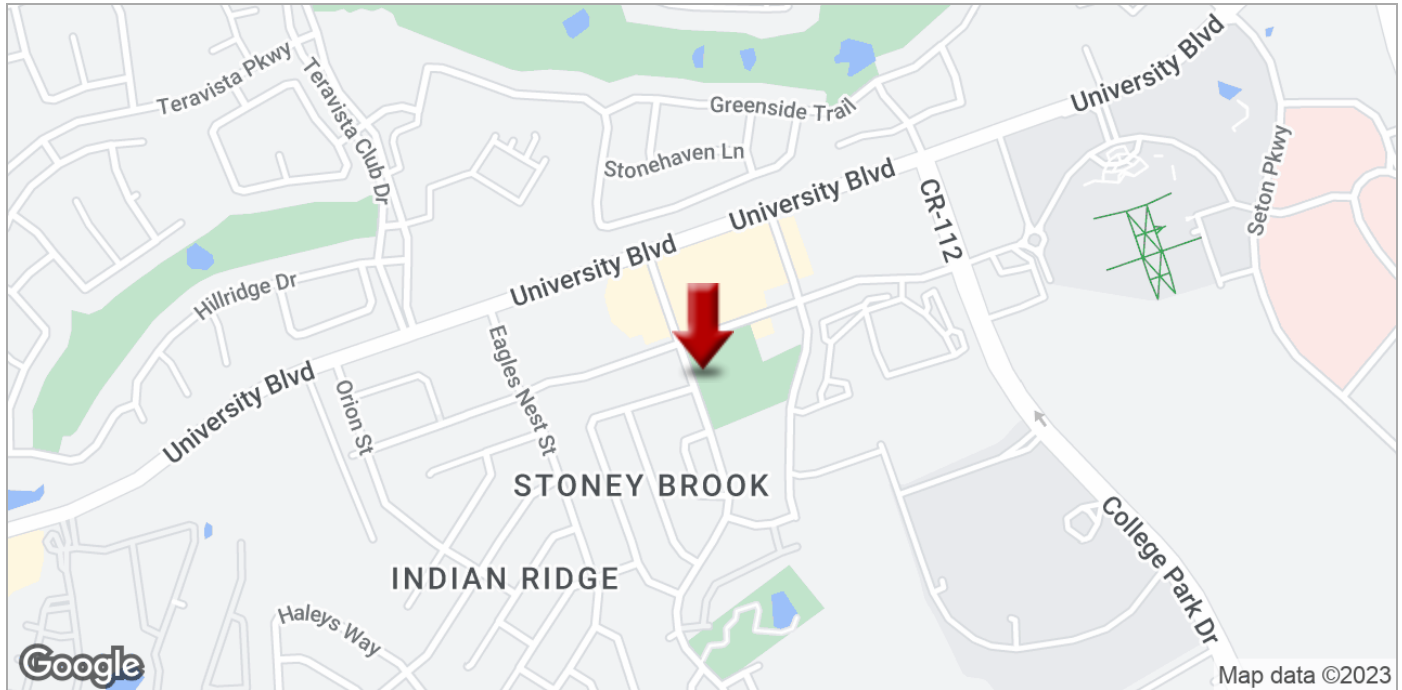 University Blvd
Teravista Pkwy
Teravista Club Dr
Greenside Trail
Stonehaven Ln
University Blvd
CR-112
Seton Pkwy
University Blvd
Hillridge Dr
Eagles Nest St
University Blvd
Orion St
STONEY BROOK
College Park Dr
INDIAN RIDGE
Haleys Way
Google
Map data ©2023